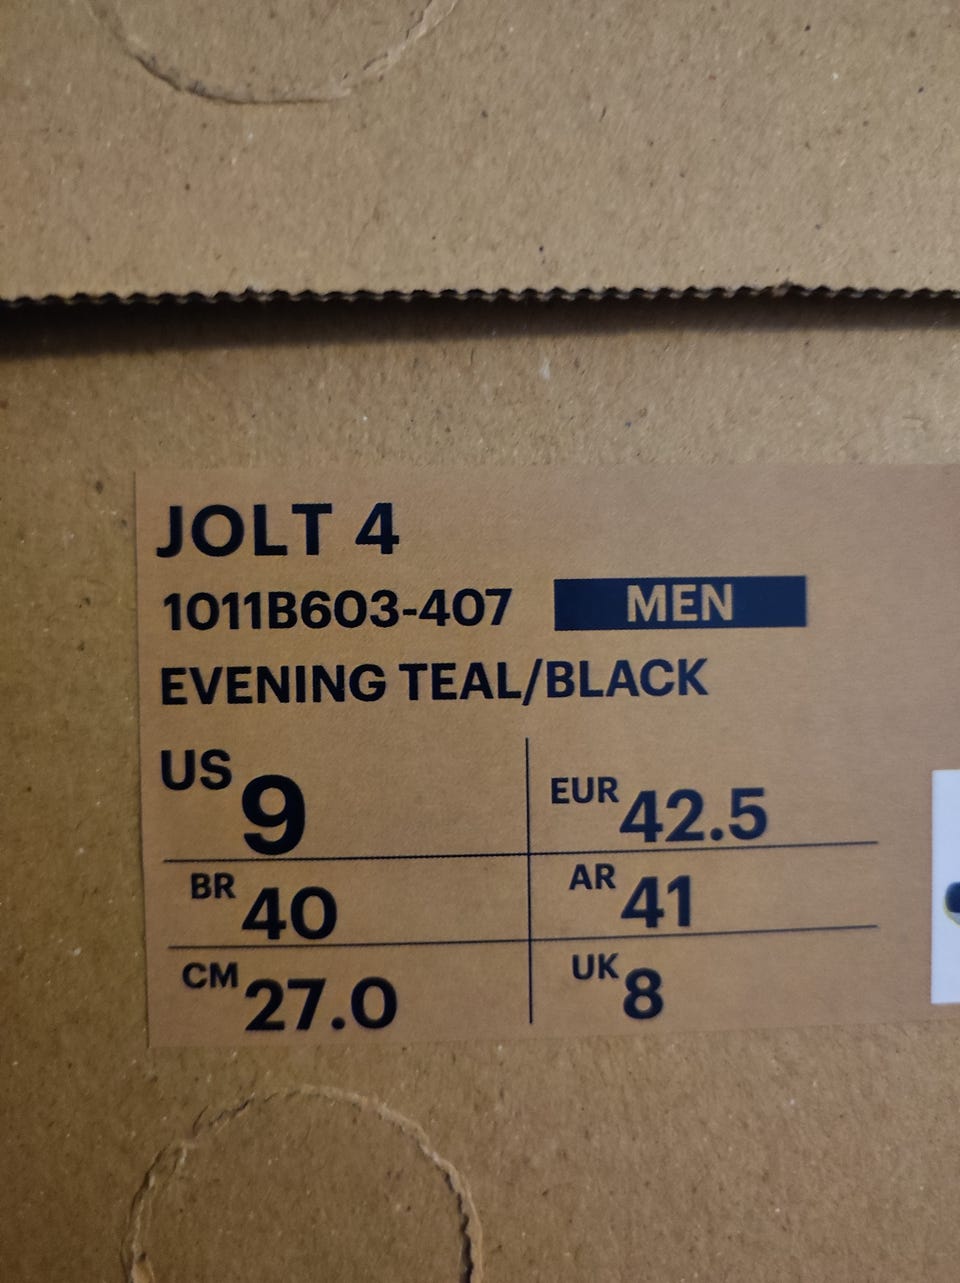 JOLT 4
1011B603-407 MEN
EVENING TEAL/BLACK
US 9 EUR 42.5
BR 40 AR 41
CM 27.0 UK 8